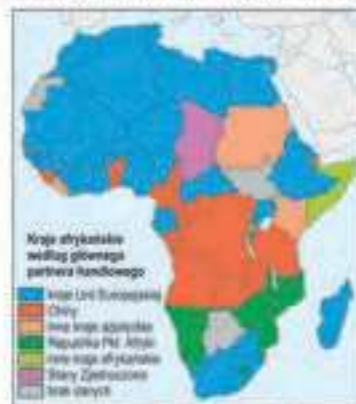 Kraje afrykańskie
według głównego
partnera handlowego
kraje Unii Europejskiej
Chiny
inne kraje azjatyckie
Republika Płd. Afryki
inne kraje afrykańskie
Stany Zjednoczone
brak danych